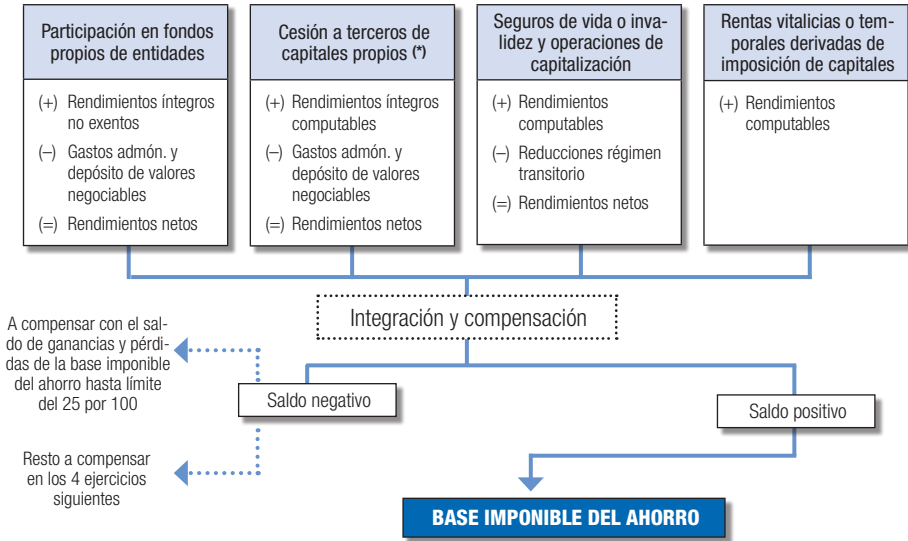 Participación en fondos
propios de entidades
(+) Rendimientos íntegros
no exentos
(–) Gastos admón. y
depósito de valores
negociables
(=) Rendimientos netos
Cesión a terceros de
capitales propios (*)
(+) Rendimientos íntegros
computables
(–) Gastos admón. y
depósito de valores
negociables
(=) Rendimientos netos
Seguros de vida o inva-
lidez y operaciones de
capitalización
(+) Rendimientos
computables
(–) Reducciones régimen
transitorio
(=) Rendimientos netos
Rentas vitalicias o tem-
porales derivadas de
imposición de capitales
(+) Rendimientos
computables
Integración y compensación
A compensar con el sal-
do de ganancias y pérdi-
das de la base imponible
del ahorro hasta límite
del 25 por 100
Saldo negativo
Saldo positivo
Resto a compensar
en los 4 ejercicios
siguientes
BASE IMPONIBLE DEL AHORRO